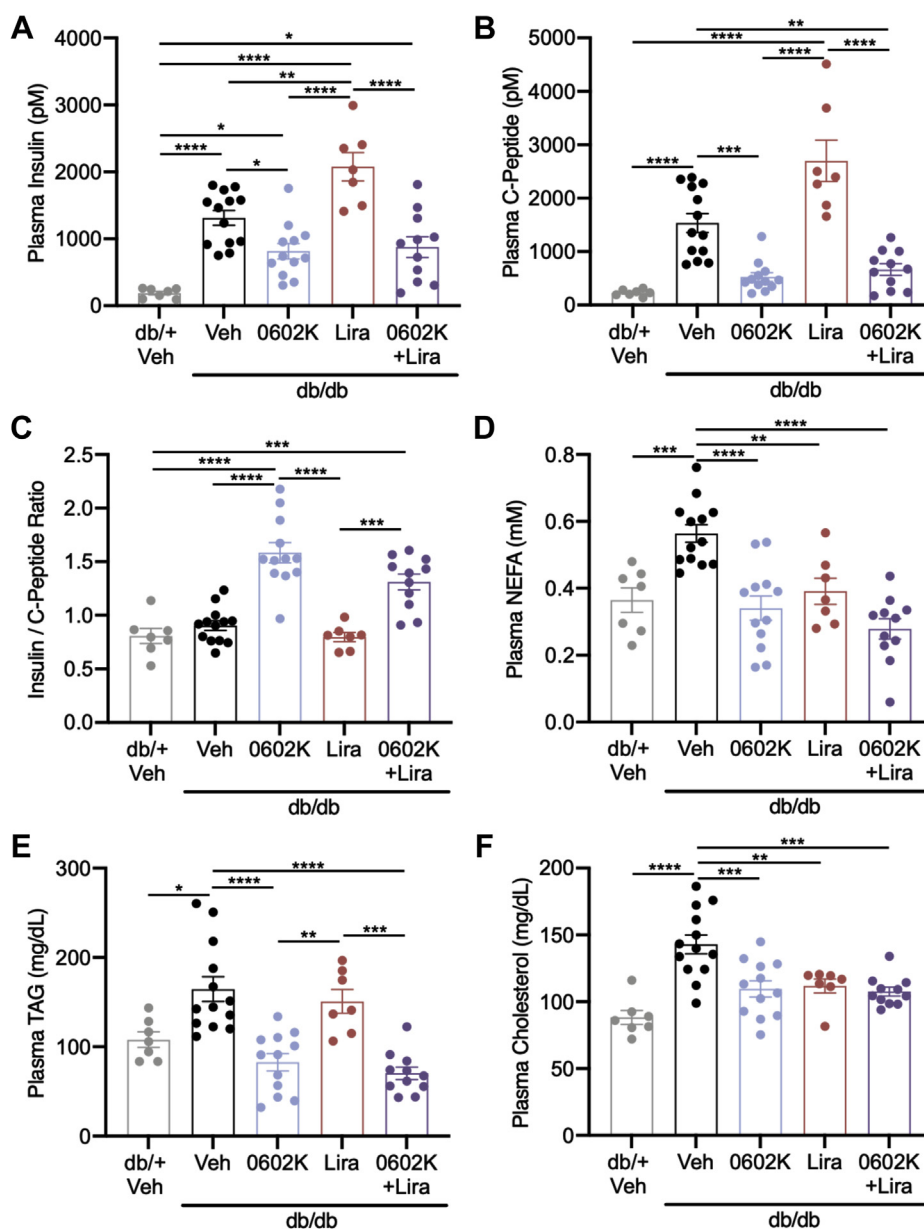 A
Plasma Insulin (pM)
4000
3000
2000
1000
0
*
****
**
**** ****
*
****
*
db/+ Veh 0602K Lira 0602K
Veh +Lira
db/db
B
Plasma C-Peptide (pM)
5000
4000
3000
2000
1000
0
**
****
**** ****
**** ***
db/+ Veh 0602K Lira 0602K
Veh +Lira
db/db
C
Insulin / C-Peptide Ratio
2.5
2.0
1.5
1.0
0.5
0.0
***
****
**** ****
***
db/+ Veh 0602K Lira 0602K
Veh +Lira
db/db
D
Plasma NEFA (mM)
0.8
0.6
0.4
0.2
0.0
****
**
*** ****
db/+ Veh 0602K Lira 0602K
Veh +Lira
db/db
E
Plasma TAG (mg/dL)
300
200
100
0
****
* ****
** ***
db/+ Veh 0602K Lira 0602K
Veh +Lira
db/db
F
Plasma Cholesterol (mg/dL)
200
150
100
50
0
***
**
**** ***
db/+ Veh 0602K Lira 0602K
Veh +Lira
db/db